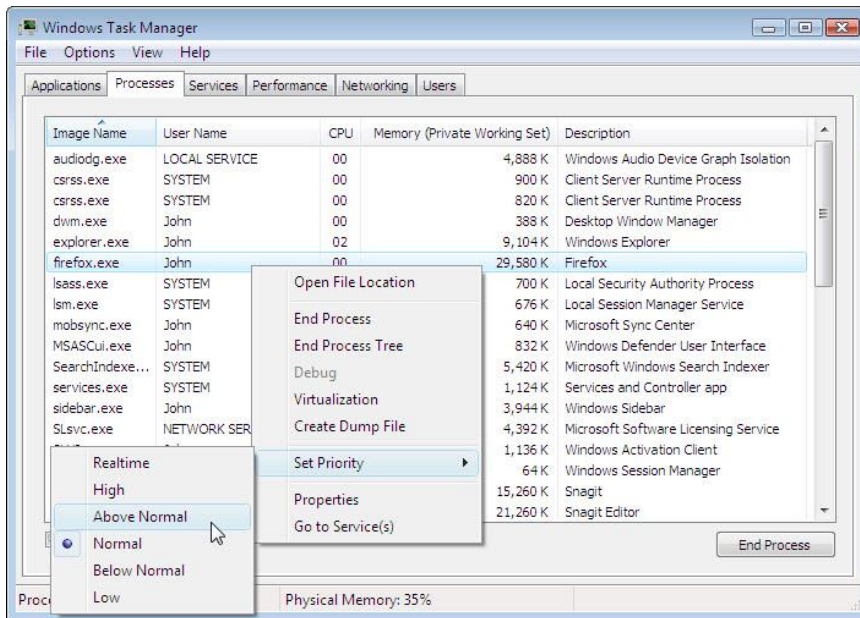 Windows Task Manager
File Options View Help
Applications Processes Services Performance Networking Users
Image Name User Name CPU Memory (Private Working Set) Description
audiodg.exe LOCAL SERVICE 00 4,888 K Windows Audio Device Graph Isolation
csrss.exe SYSTEM 00 900 K Client Server Runtime Process
csrss.exe SYSTEM 00 820 K Client Server Runtime Process
dwm.exe John 00 388 K Desktop Window Manager
explorer.exe John 02 9,104 K Windows Explorer
firefox.exe John 00 29,580 K Firefox
lsass.exe SYSTEM 700 K Local Security Authority Process
lsm.exe SYSTEM 676 K Local Session Manager Service
mobsync.exe John 640 K Microsoft Sync Center
MSASCui.exe John 832 K Windows Defender User Interface
SearchIndexe... SYSTEM 5,420 K Microsoft Windows Search Indexer
services.exe SYSTEM 1,124 K Services and Controller app
sidebar.exe John 3,944 K Windows Sidebar
SLsvc.exe NETWORK SER 4,392 K Microsoft Software Licensing Service
1,136 K Windows Activation Client
64 K Windows Session Manager
15,260 K Snagit
21,260 K Snagit Editor
Open File Location
End Process
End Process Tree
Debug
Virtualization
Create Dump File
Set Priority
Properties
Go to Service(s)
Realtime
High
Above Normal
Normal
Below Normal
Low
End Process
Physical Memory: 35%